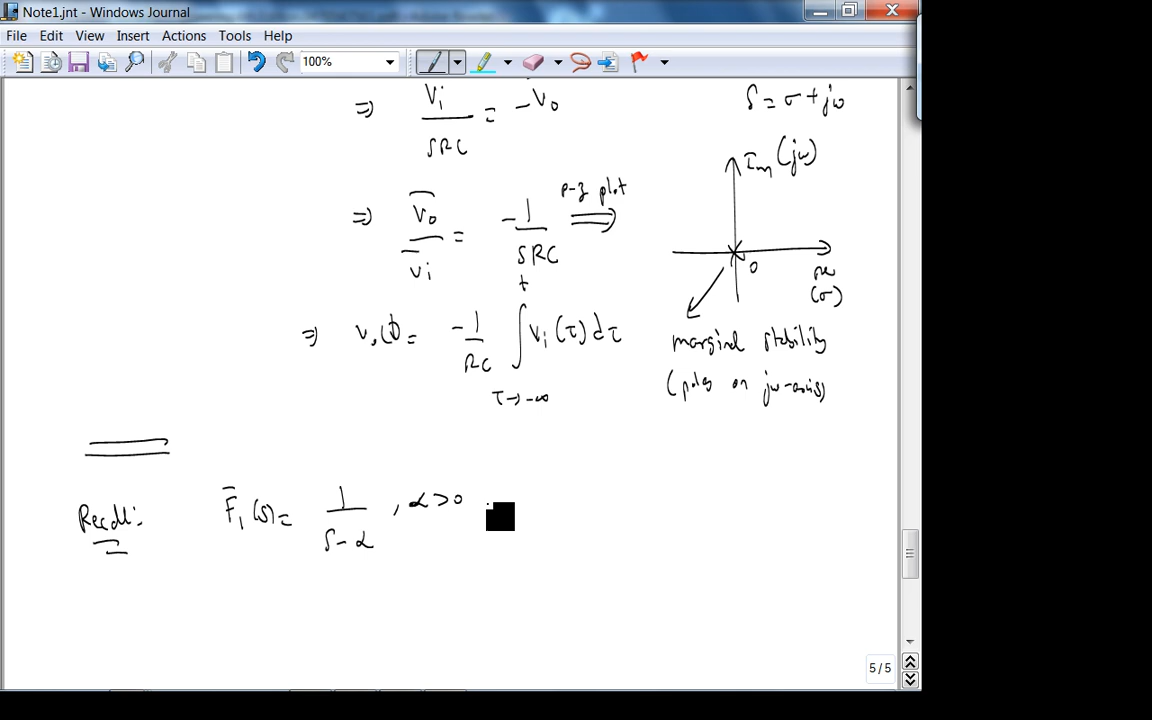 Note1.jnt - Windows Journal
File Edit View Insert Actions Tools Help
100%
⇒ Vi/SRC = -Vo
S = σ + jω
Im (jω)
⇒ Vo/Vi = -1/SRC
p-z plot
0
Re
(σ)
⇒ vo(t) = -1/RC ∫ vi(τ)dτ
t
τ→-∞
marginal stability
(poles on jω-axis)
Recall:
F1(s) = 1/(s-α) , α>0
5/5